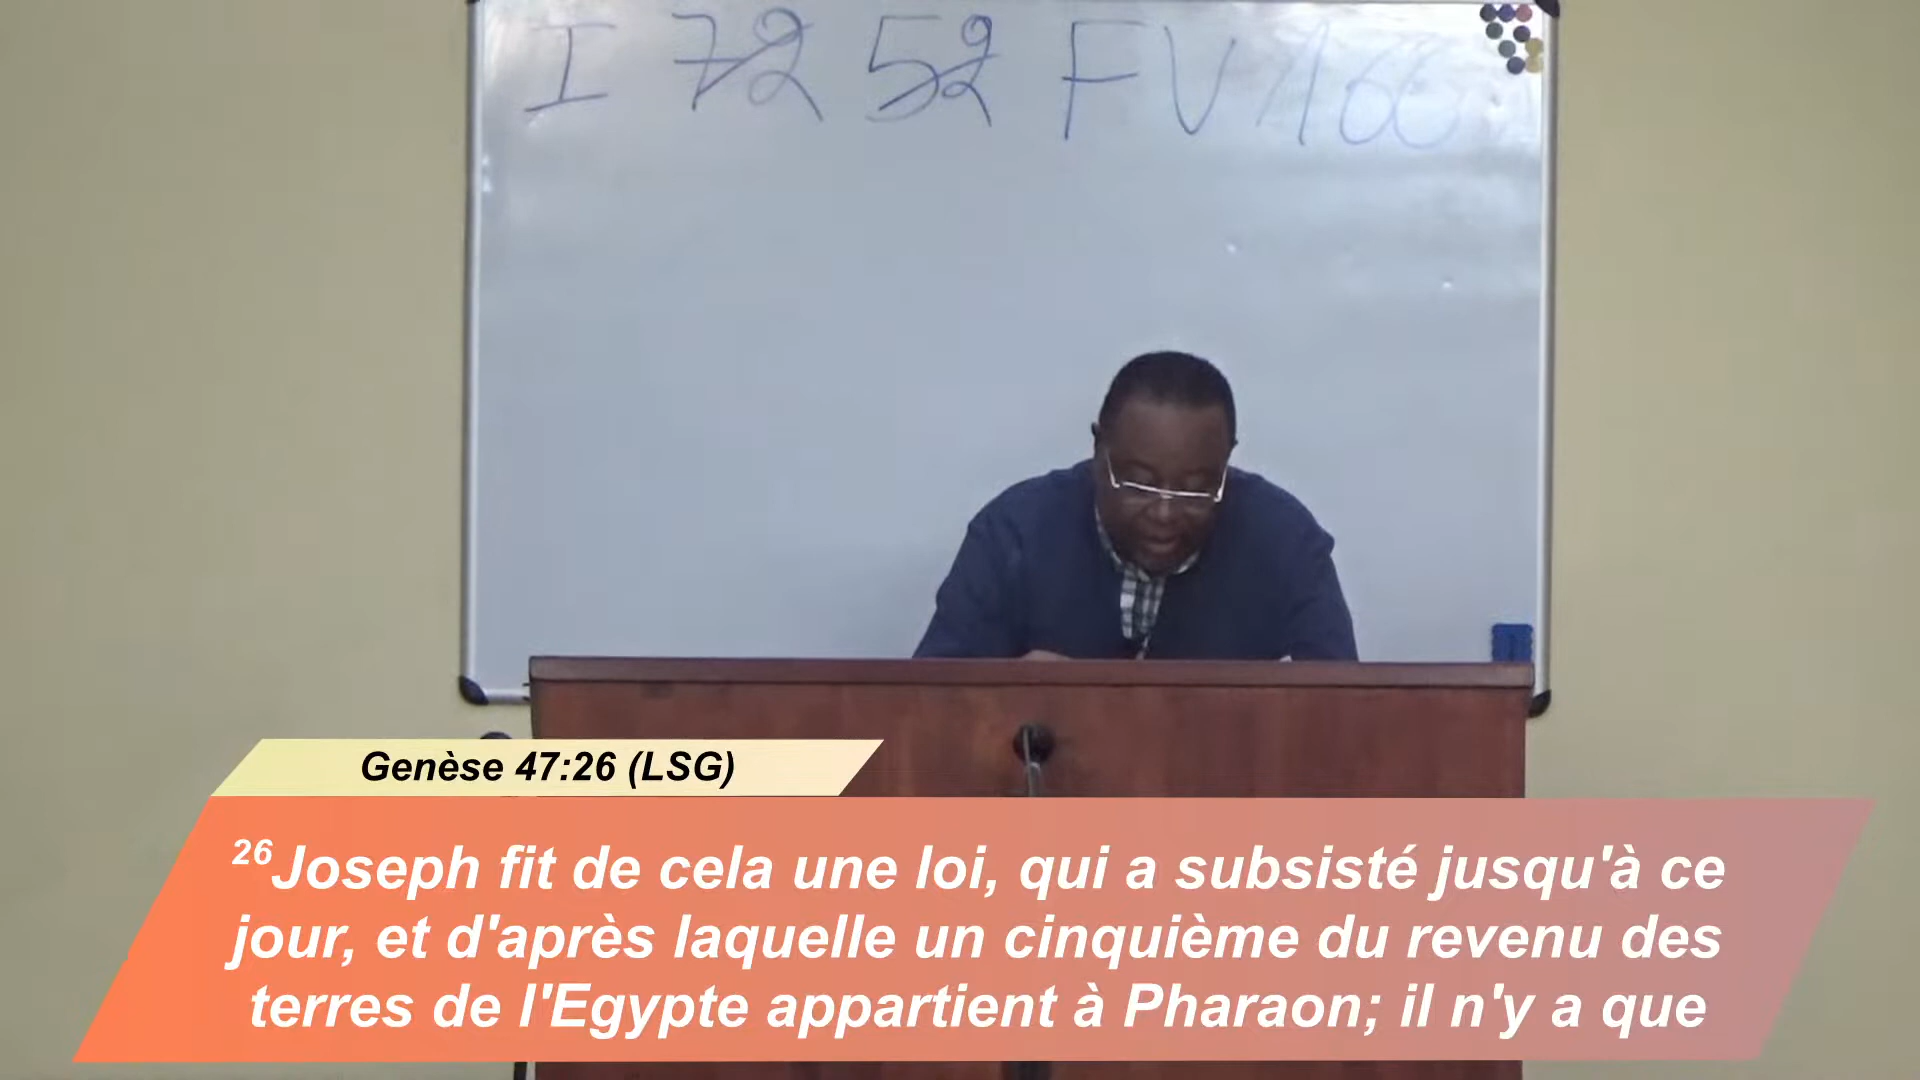 I 72 52 FV 166
Genèse 47:26 (LSG)
26Joseph fit de cela une loi, qui a subsisté jusqu'à ce
jour, et d'après laquelle un cinquième du revenu des
terres de l'Egypte appartient à Pharaon; il n'y a que